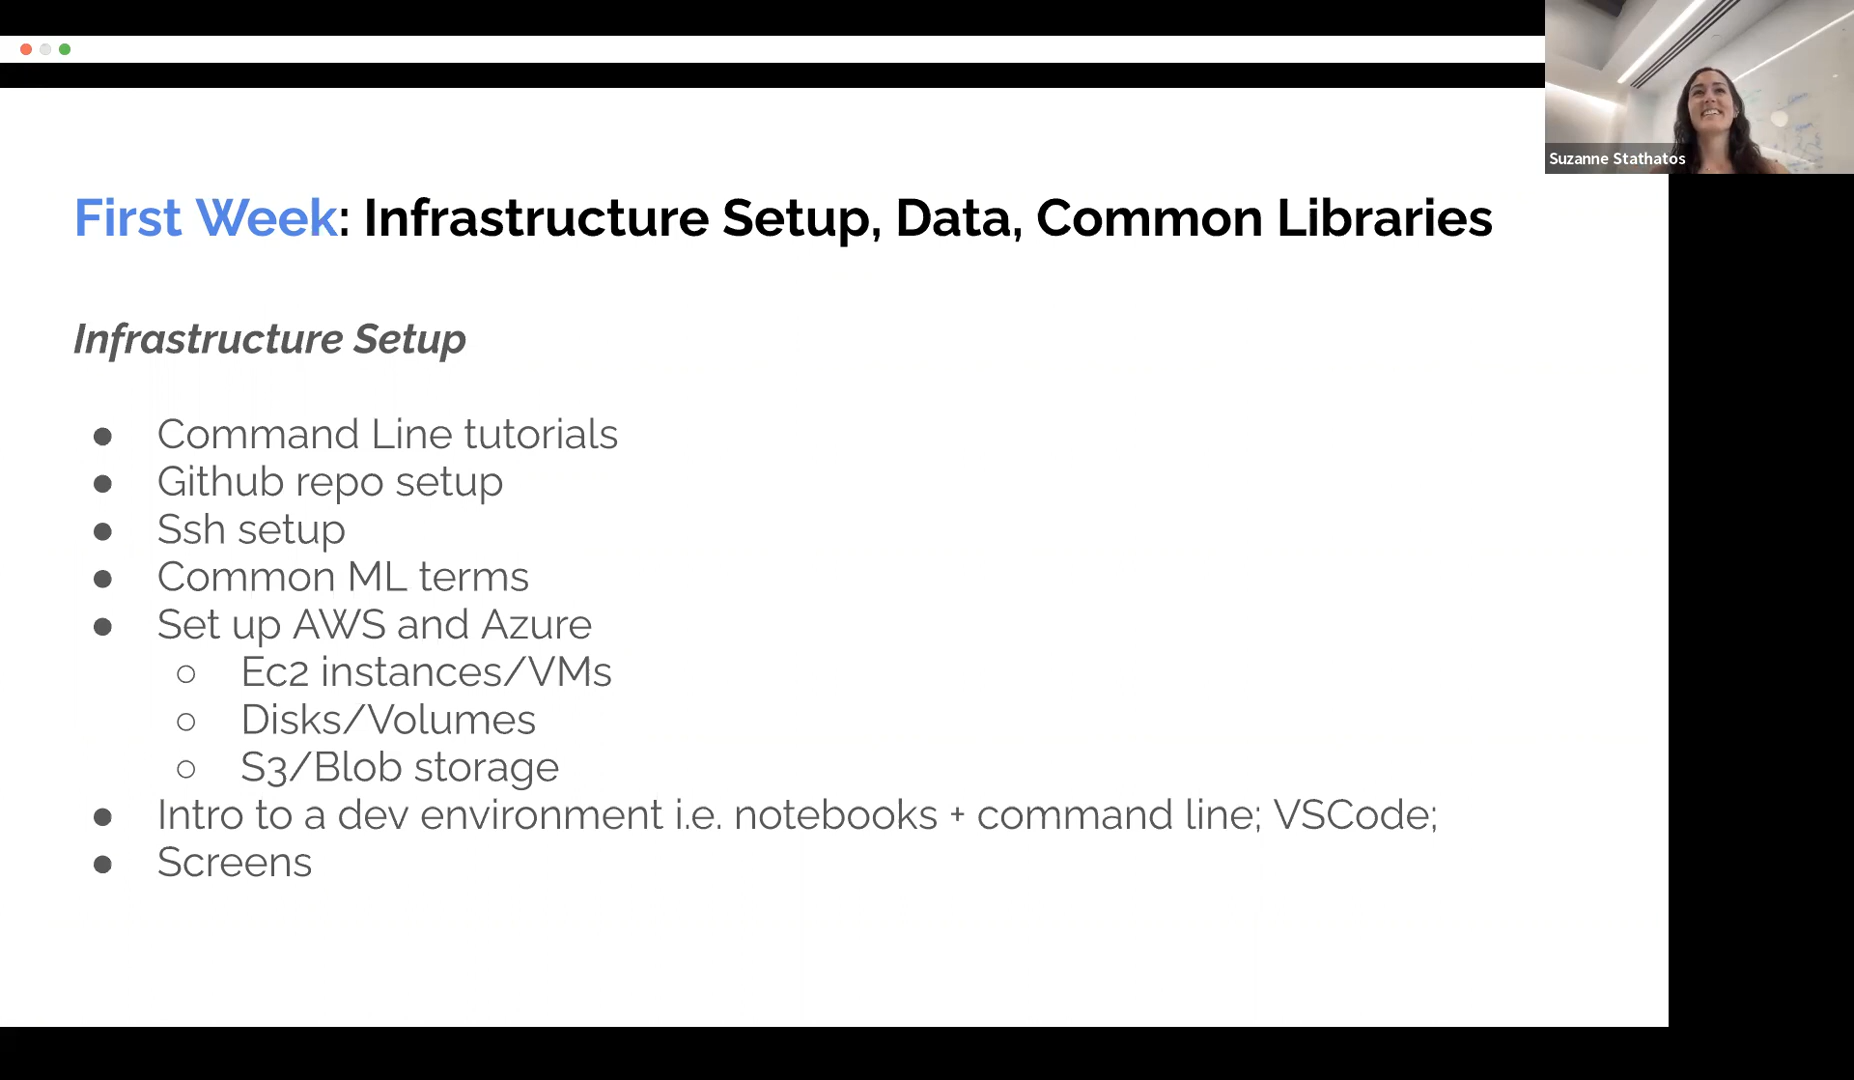 Suzanne Stathatos
First Week: Infrastructure Setup, Data, Common Libraries
Infrastructure Setup
● Command Line tutorials
● Github repo setup
● Ssh setup
● Common ML terms
● Set up AWS and Azure
○ Ec2 instances/VMs
○ Disks/Volumes
○ S3/Blob storage
● Intro to a dev environment i.e. notebooks + command line; VSCode;
● Screens